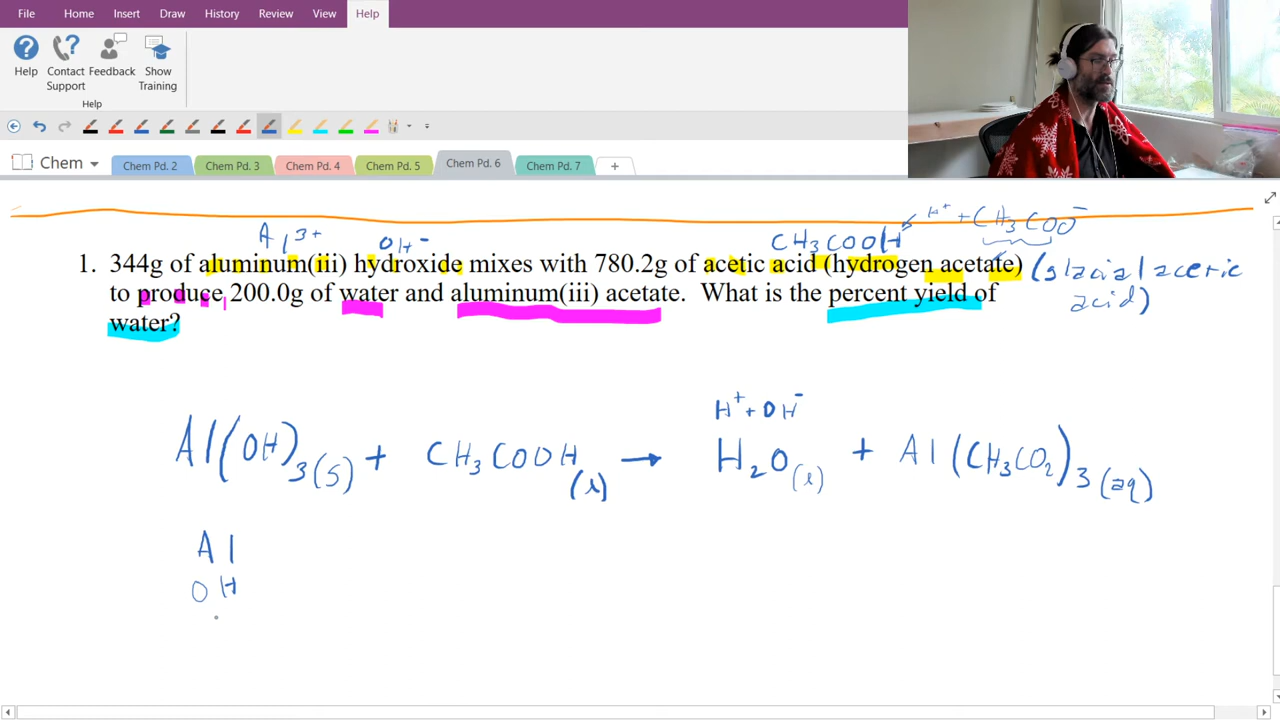 File Home Insert Draw History Review View Help
Help Contact Support Feedback Show Training
Help
Chem Chem Pd. 2 Chem Pd. 3 Chem Pd. 4 Chem Pd. 5 Chem Pd. 6 Chem Pd. 7 +
H⁺ + CH₃COO⁻
Al³⁺ OH⁻ CH₃COOH
1. 344g of aluminum(iii) hydroxide mixes with 780.2g of acetic acid (hydrogen acetate) (glacial acetic acid)
to produce 200.0g of water and aluminum(iii) acetate. What is the percent yield of
water?
H⁺ + OH⁻
Al(OH)₃(s) + CH₃COOH(l) → H₂O(l) + Al(CH₃CO₂)₃(aq)
Al
OH